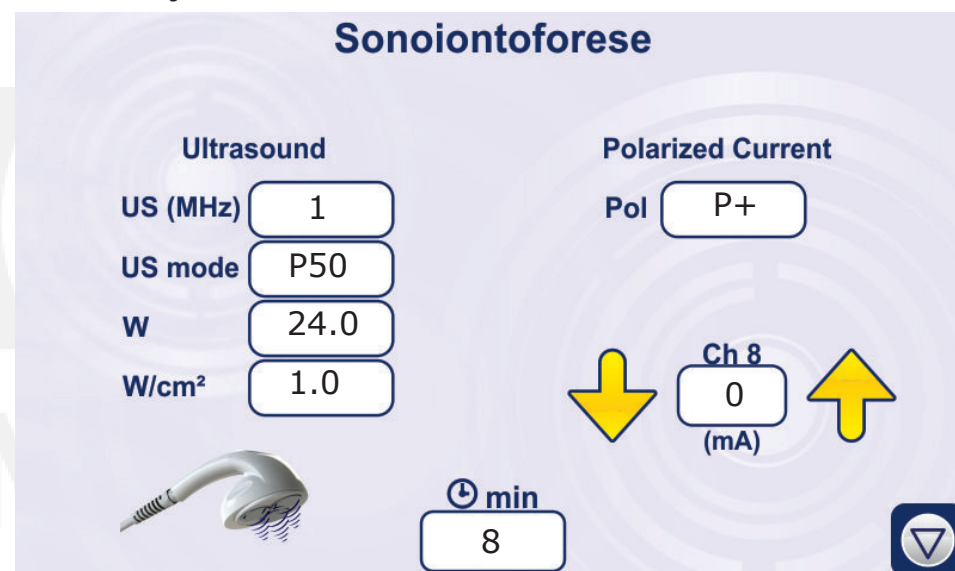 Sonoiontoforese
Ultrasound
US (MHz) 1
US mode P50
W 24.0
W/cm² 1.0
Polarized Current
Pol P+
Ch 8
0
(mA)
min
8